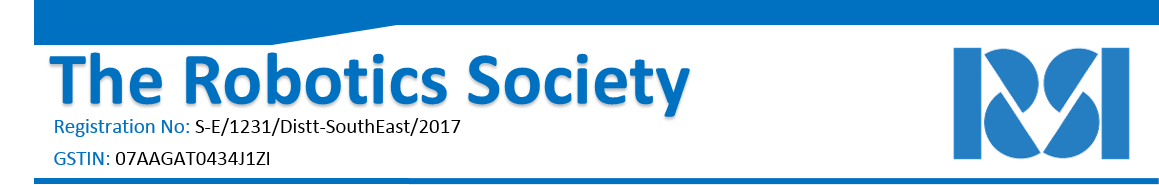 The Robotics Society
Registration No: S-E/1231/Distt-SouthEast/2017
GSTIN: 07AAGAT0434J1ZI